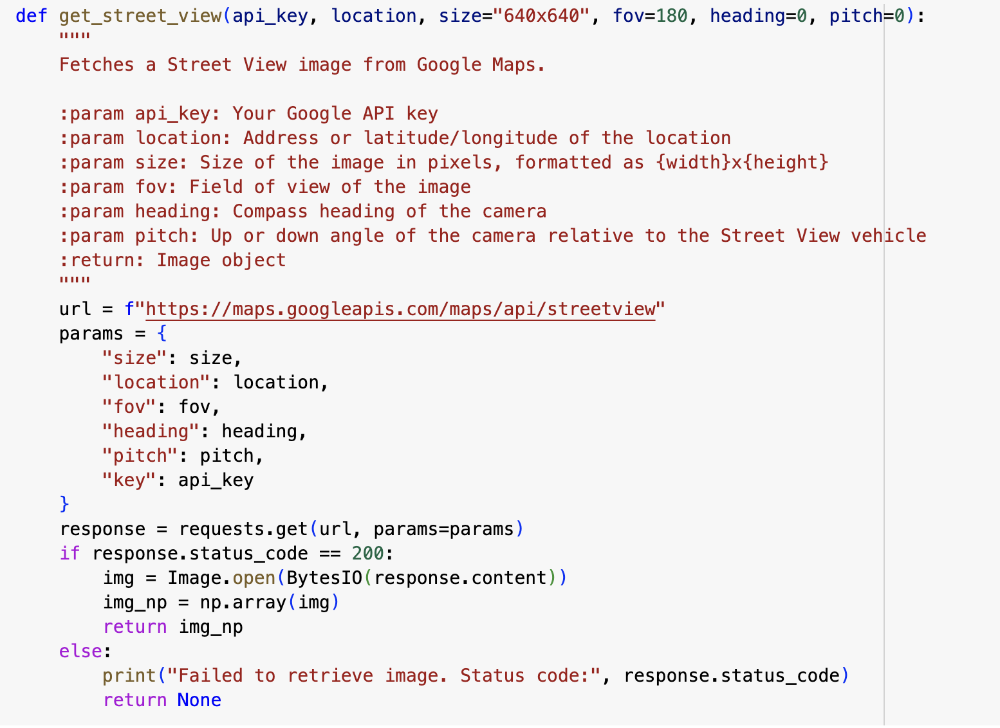 def get_street_view(api_key, location, size="640x640", fov=180, heading=0, pitch=0):
    """
    Fetches a Street View image from Google Maps.

    :param api_key: Your Google API key
    :param location: Address or latitude/longitude of the location
    :param size: Size of the image in pixels, formatted as {width}x{height}
    :param fov: Field of view of the image
    :param heading: Compass heading of the camera
    :param pitch: Up or down angle of the camera relative to the Street View vehicle
    :return: Image object
    """
    url = f"https://maps.googleapis.com/maps/api/streetview"
    params = {
        "size": size,
        "location": location,
        "fov": fov,
        "heading": heading,
        "pitch": pitch,
        "key": api_key
    }
    response = requests.get(url, params=params)
    if response.status_code == 200:
        img = Image.open(BytesIO(response.content))
        img_np = np.array(img)
        return img_np
    else:
        print("Failed to retrieve image. Status code:", response.status_code)
        return None